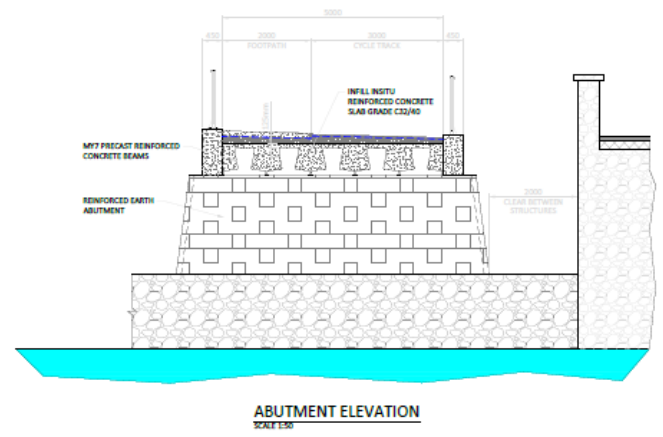 5000
450
2000
3000
450
FOOTPATH
CYCLE TRACK
INFILL INSITU
REINFORCED CONCRETE
SLAB GRADE C32/40
MY7 PRECAST REINFORCED
CONCRETE BEAMS
REINFORCED EARTH
ABUTMENT
2000
CLEAR BETWEEN
STRUCTURES
ABUTMENT ELEVATION
SCALE 1:50